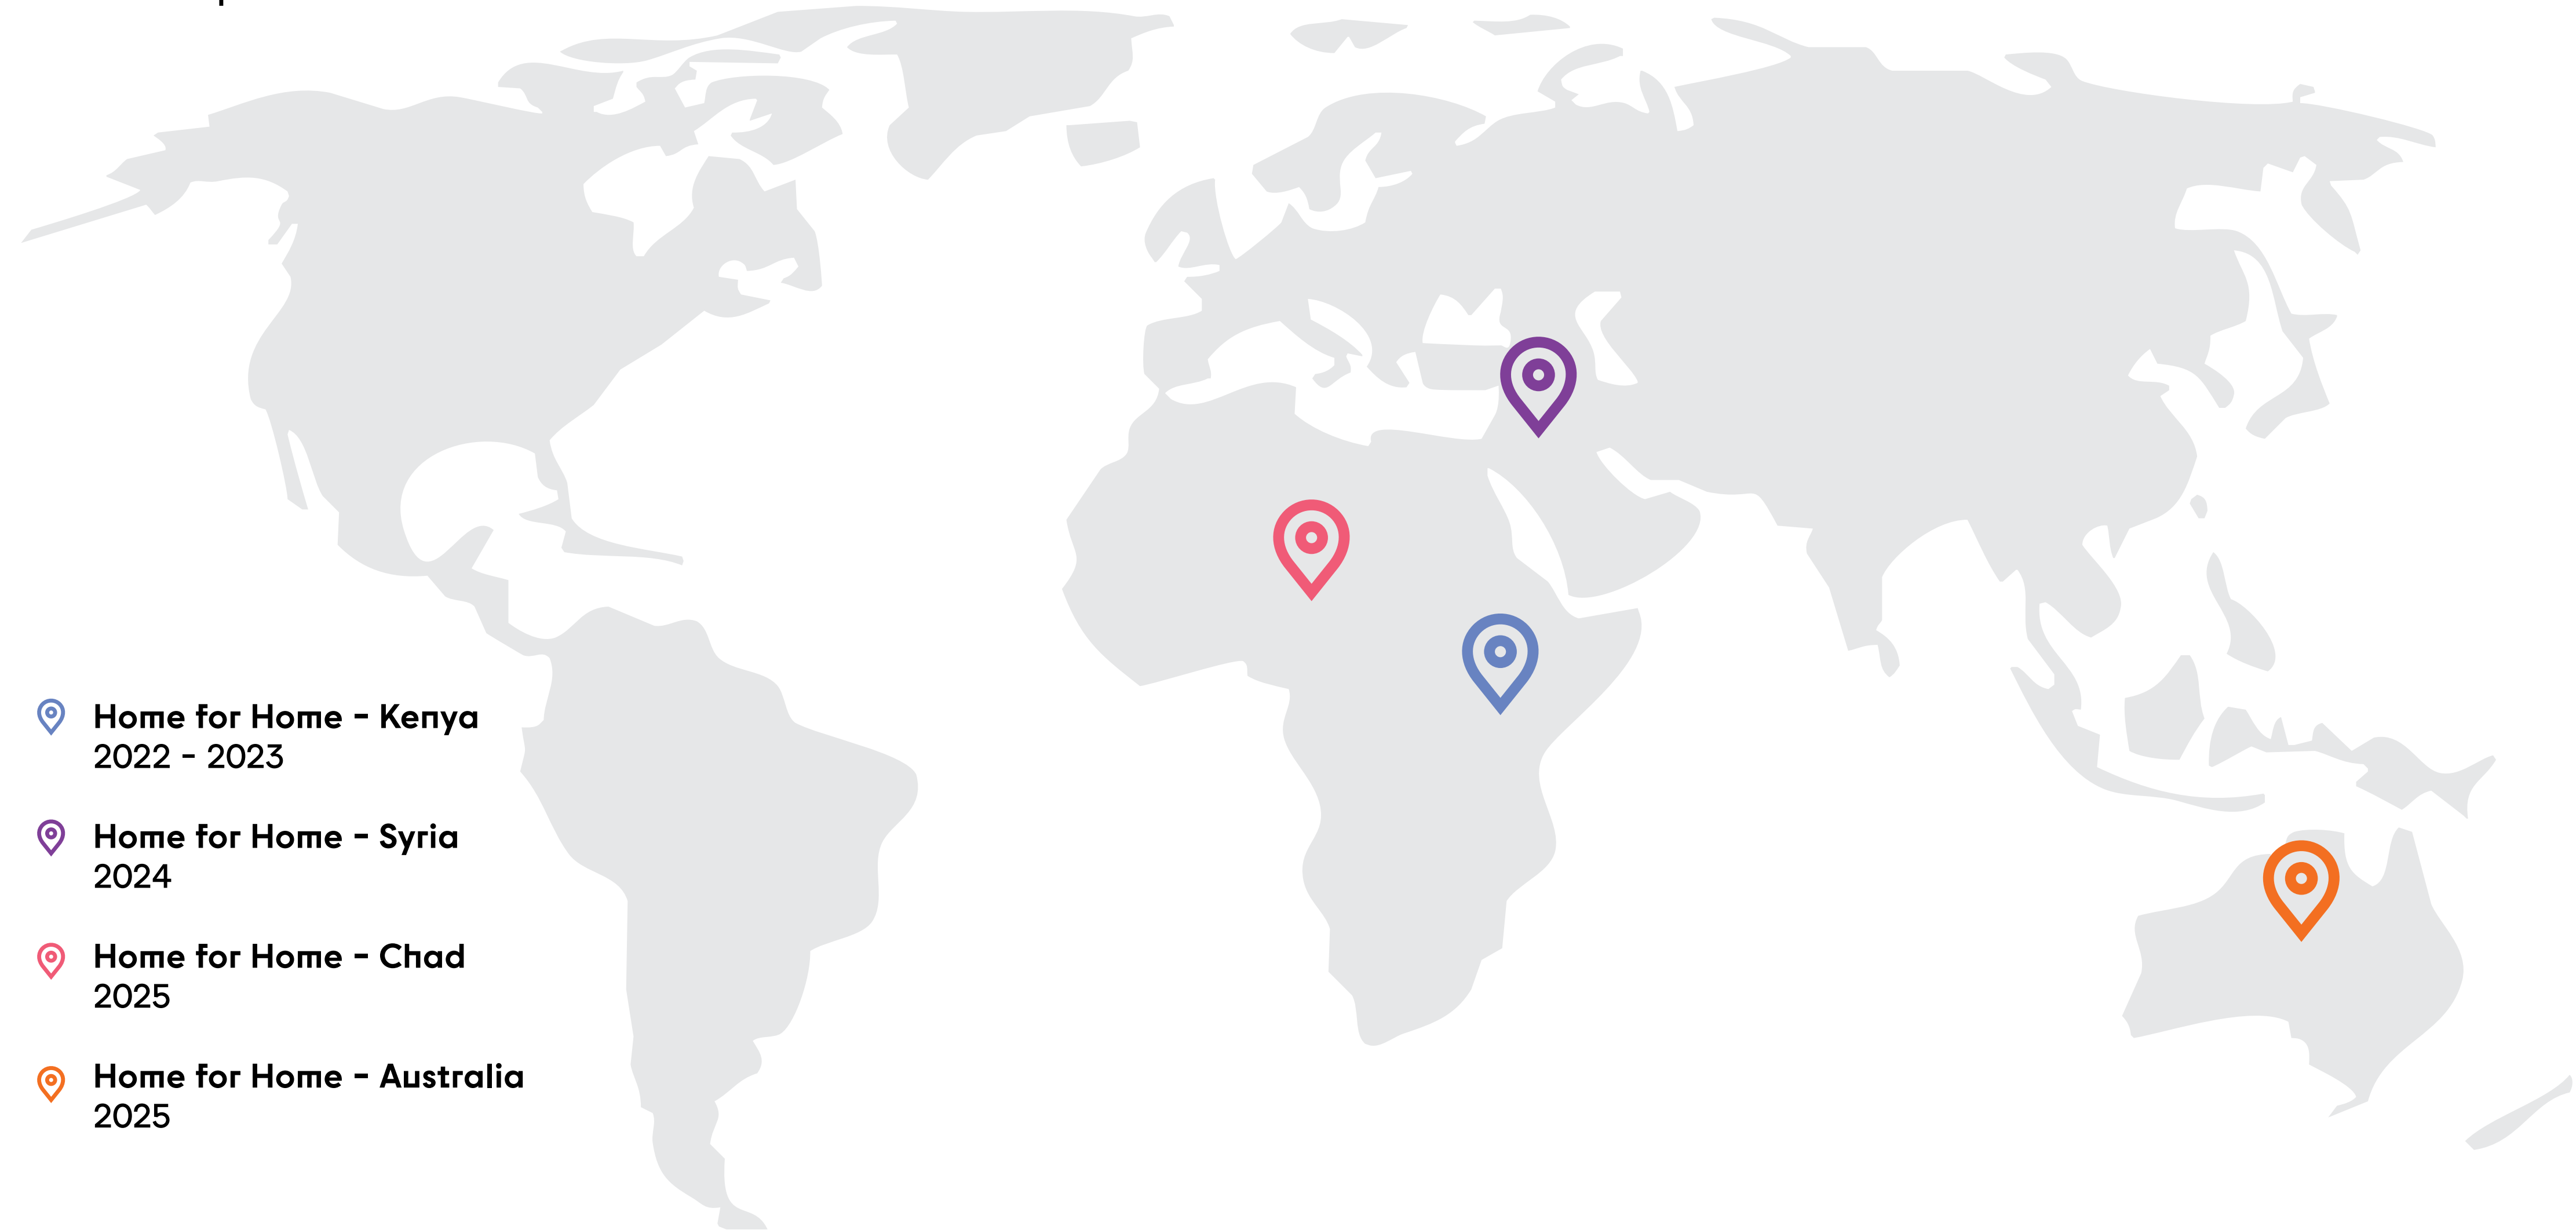 Home for Home - Kenya
2022 - 2023
Home for Home - Syria
2024
Home for Home - Chad
2025
Home for Home - Australia
2025